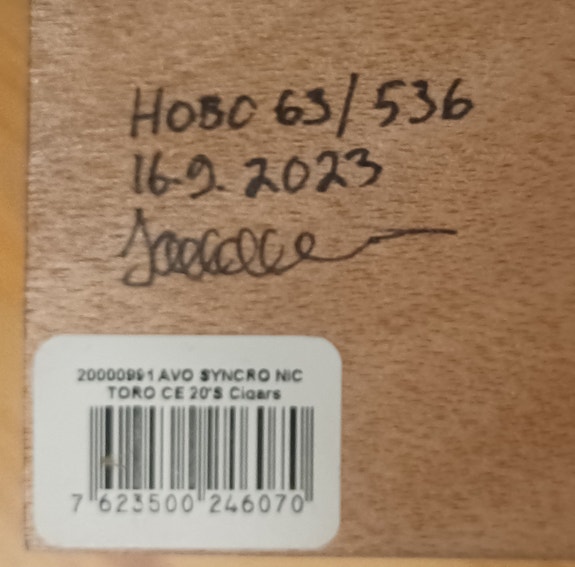 HOBC 63/536
16.9.2023
20000991 AVO SYNCRO NIC
TORO CE 20'S Cigars
7 623500 246070